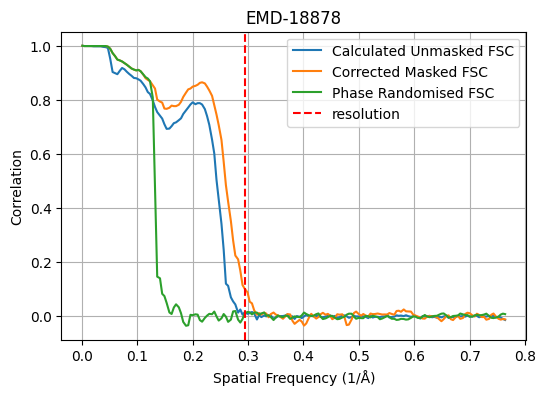 EMD-18878
Calculated Unmasked FSC
Corrected Masked FSC
Phase Randomised FSC
resolution
1.0
0.8
0.6
0.4
0.2
0.0
Correlation
0.0 0.1 0.2 0.3 0.4 0.5 0.6 0.7 0.8
Spatial Frequency (1/Å)